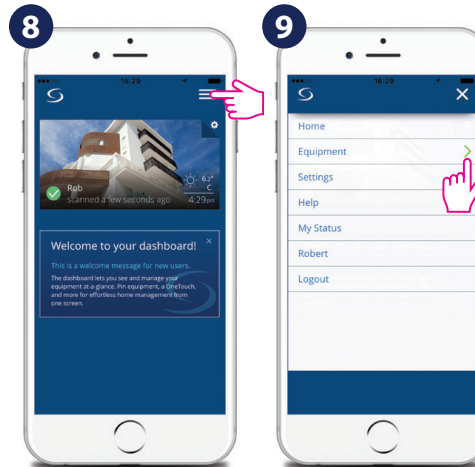 8
16:29
Rob
scanned a few seconds ago
62°
C
4.29pm
Welcome to your dashboard!
This is a welcome message for new users.
The dashboard lets you see and manage your
equipment at-a-glance. Pin equipment, a OneTouch,
and more for effortless home management from
one screen.
9
16:29
Home
Equipment
Settings
Help
My Status
Robert
Logout